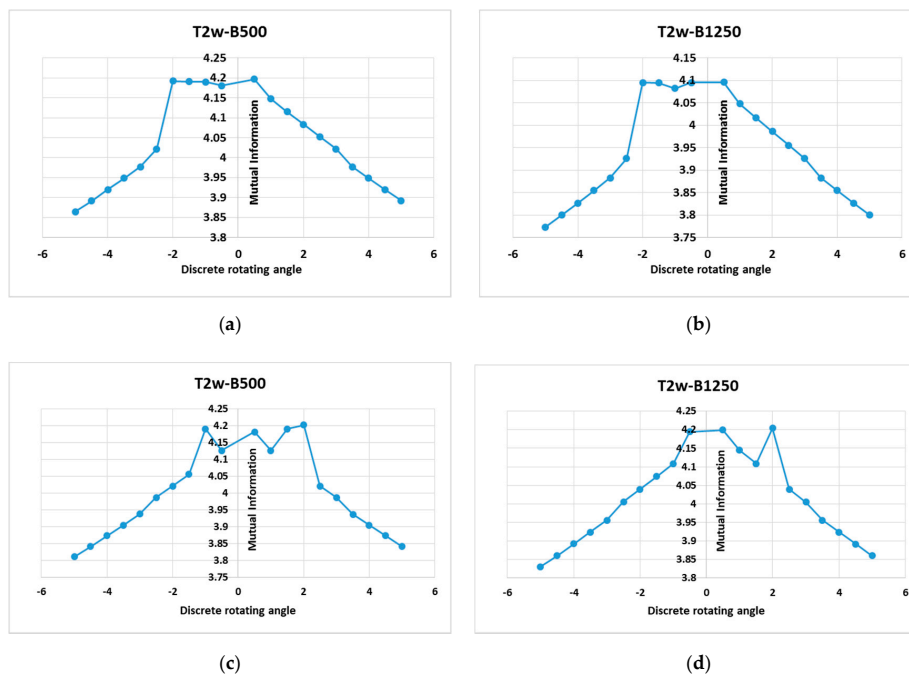 T2w-B500
4.25
4.2
4.15
4.1
4.05
4
3.95
3.9
3.85
3.8
Mutual Information
-6 -4 -2 0 2 4 6
Discrete rotating angle
(a)
T2w-B1250
4.15
4.1
4.05
4
3.95
3.9
3.85
3.8
3.75
Mutual Information
-6 -4 -2 0 2 4 6
Discrete rotating angle
(b)
T2w-B500
4.25
4.2
4.15
4.1
4.05
4
3.95
3.9
3.85
3.8
3.75
Mutual Information
-6 -4 -2 0 2 4 6
Discrete rotating angle
(c)
T2w-B1250
4.25
4.2
4.15
4.1
4.05
4
3.95
3.9
3.85
3.8
Mutual Information
-6 -4 -2 0 2 4 6
Discrete rotating angle
(d)